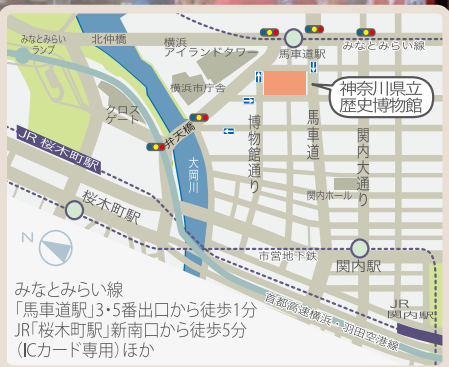 みなとみらい
ランプ
北仲橋
横浜
アイランドタワー
馬車道駅
みなとみらい線
横浜市庁舎
神奈川県立
歴史博物館
クロス
ゲート
弁天橋
大岡川
博物館通り
馬車道
関内大通り
関内ホール
JR 桜木町駅
桜木町駅
N
市営地下鉄
関内駅
首都高速横浜・羽田空港線
JR
関内駅
みなとみらい線
「馬車道駅」3・5番出口から徒歩1分
JR「桜木町駅」新南口から徒歩5分
（ICカード専用）ほか